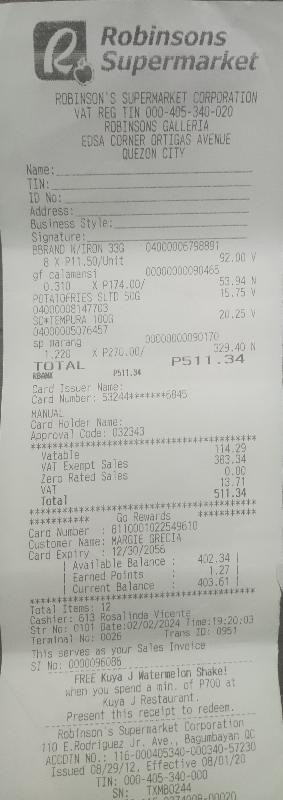 Robinsons
Supermarket
ROBINSON'S SUPERMARKET CORPORATION
VAT REG TIN 000-405-340-020
ROBINSONS GALLERIA
EDSA CORNER ORTIGAS AVENUE
QUEZON CITY
Name:
TIN:
ID No:
Address:
Business Style:
Signature:
BBRAND W/IRON 33G 04000006798891
8 X P11.50/Unit 92.00 V
gf calamansi 00000000090465
0.310 X P174.00/ 53.94 N
POTATOFRIES SLTD 50G 15.75 V
04000008147703
SC*TEMPURA 100G 20.25 V
04000005076457
sp marang 00000000090170
1.220 X P270.00/ 329.40 N
TOTAL P511.34
RBANK P511.34
Card Issuer Name:
Card Number: 53244*******6845
MANUAL
Card Holder Name:
Approval Code: 032343
Vatable 114.29
VAT Exempt Sales 383.34
Zero Rated Sales 0.00
VAT 13.71
Total 511.34
*********** Go Rewards ***********
Card Number : 8110001022549610
Customer Name: MARGIE GRECIA
Card Expiry : 12/30/2056
| Available Balance : 402.34 |
| Earned Points : 1.27 |
| Current Balance : 403.61 |
Total Items: 12
Cashier: 613 Rosalinda Vicente
Str No: 0101 Date:02/02/2024 Time:19:20:03
Terminal No: 0026 Trans ID: 0951
This serves as your Sales Invoice
SI No: 0000096086
FREE Kuya J Watermelon Shake!
when you spend a min. of P700 at
Kuya J Restaurant.
Present this receipt to redeem.
Robinson's Supermarket Corporation
110 E.Rodriguez Jr. Ave., Bagumbayan QC
ACCDTN NO.: 116-000405340-000340-57230
Issued 08/29/12, Effective 08/01/20
TIN: 000-405-340-000
SN: TXMB0244